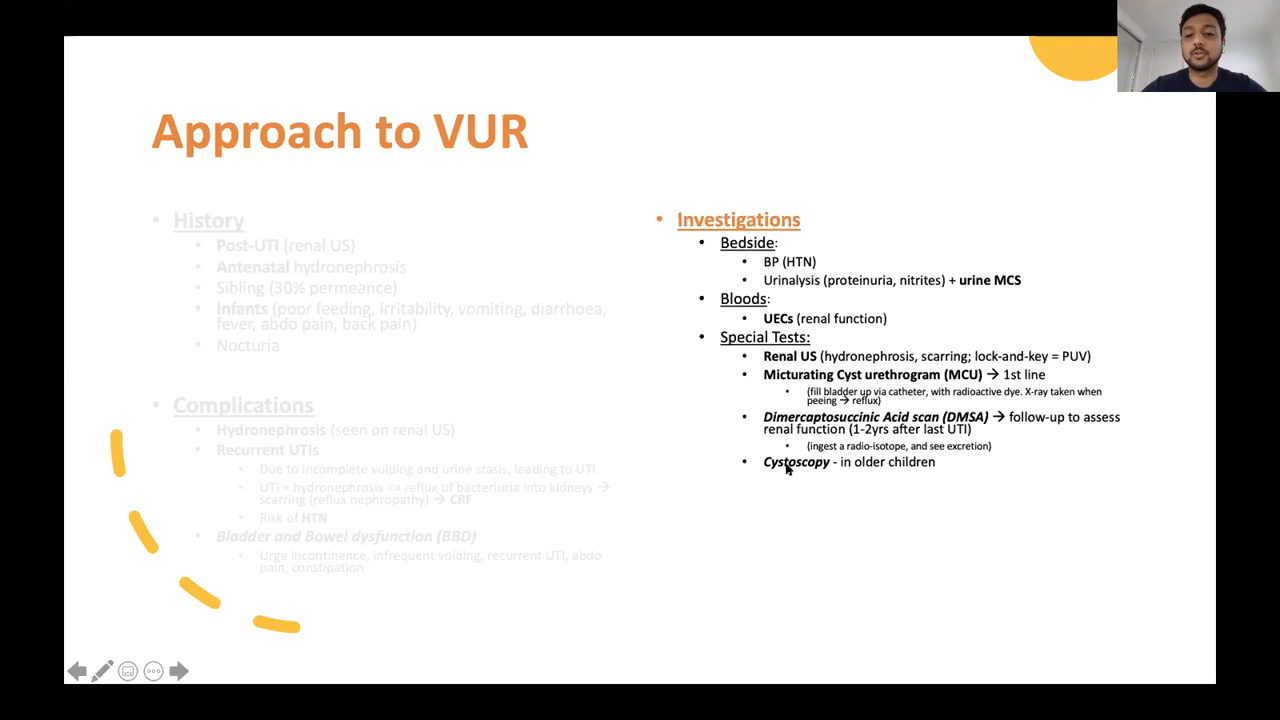 Approach to VUR
• History
• Post-UTI (renal US)
• Antenatal hydronephrosis
• Sibling (30% permeance)
• Infants (poor feeding, irritability, vomiting, diarrhoea,
fever, abdo pain, back pain)
• Nocturia
• Complications
• Hydronephrosis (seen on renal US)
• Recurrent UTIs
• Due to incomplete voiding and urine stasis, leading to UTI.
• UTI + hydronephrosis => reflux of bacteriuria into kidneys →
scarring (reflux nephropathy) → CRF
• Risk of HTN
• Bladder and Bowel dysfunction (BBD)
• Urge incontinence, infrequent voiding, recurrent UTI, abdo
pain, constipation
• Investigations
• Bedside:
• BP (HTN)
• Urinalysis (proteinuria, nitrites) + urine MCS
• Bloods:
• UECs (renal function)
• Special Tests:
• Renal US (hydronephrosis, scarring; lock-and-key = PUV)
• Micturating Cyst urethrogram (MCU) → 1st line
• (fill bladder up via catheter, with radioactive dye. X-ray taken when
peeing → reflux)
• Dimercaptosuccinic Acid scan (DMSA) → follow-up to assess
renal function (1-2yrs after last UTI)
• (ingest a radio-isotope, and see excretion)
• Cystoscopy - in older children